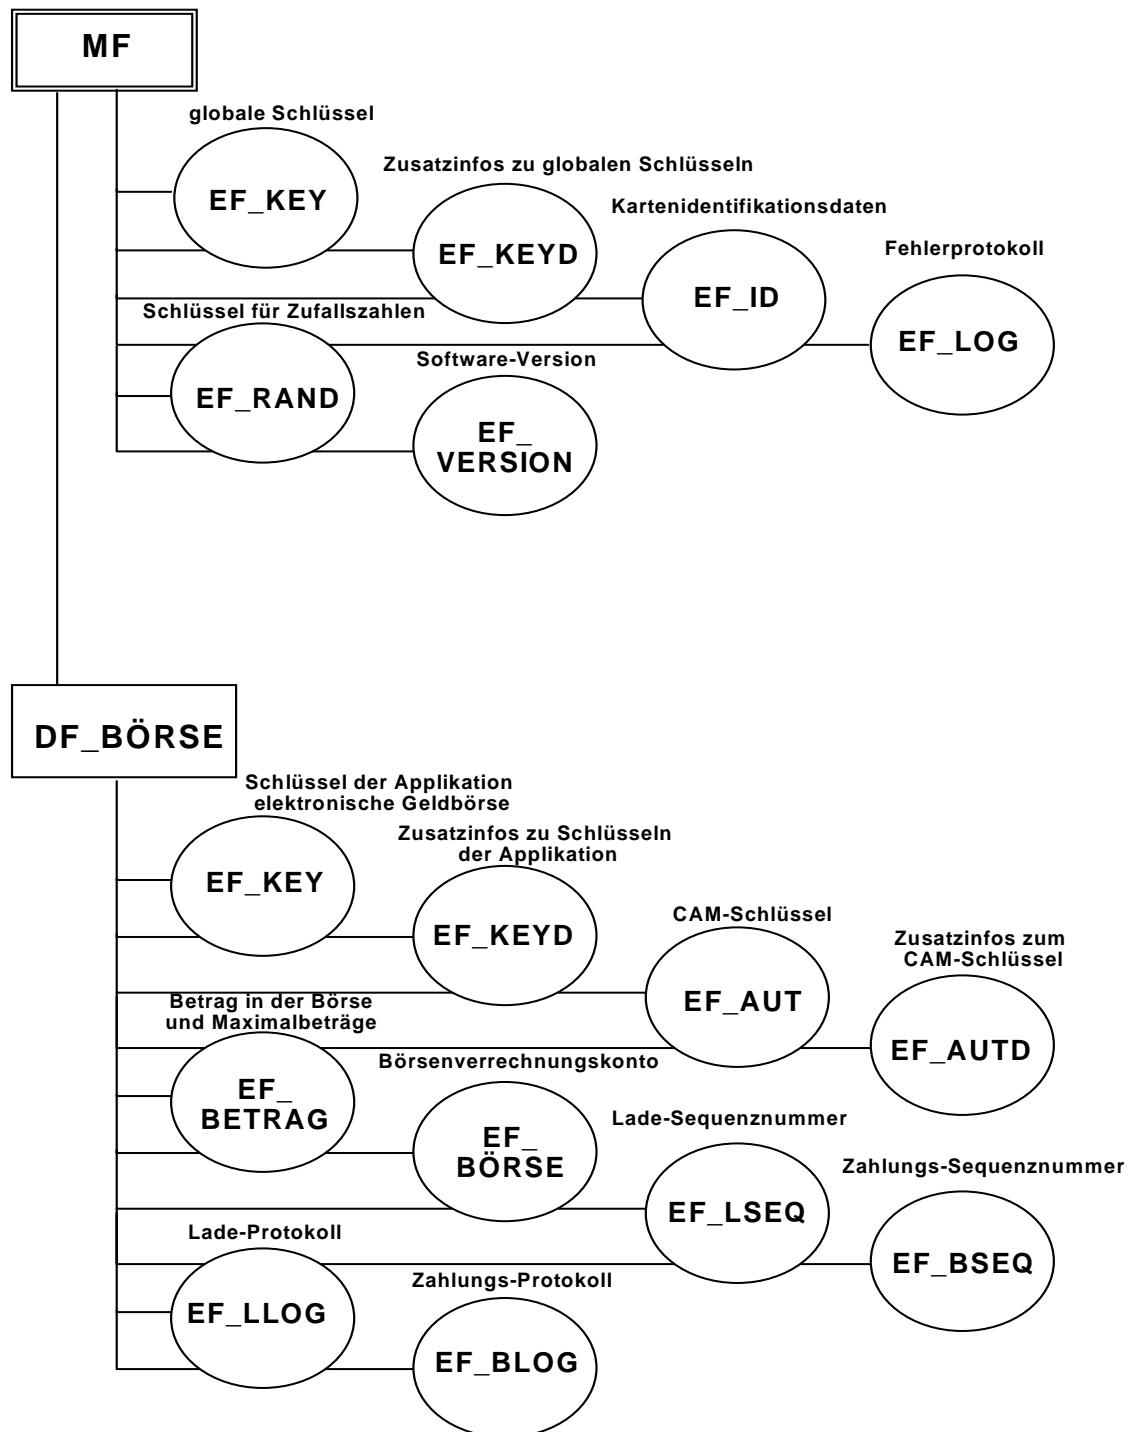 MF
globale Schlüssel
EF_KEY
Zusatzinfos zu globalen Schlüsseln
EF_KEYD
Kartenidentifikationsdaten
EF_ID
Fehlerprotokoll
EF_LOG
Schlüssel für Zufallszahlen
EF_RAND
Software-Version
EF_
VERSION
DF_BÖRSE
Schlüssel der Applikation
elektronische Geldbörse
EF_KEY
Zusatzinfos zu Schlüsseln
der Applikation
EF_KEYD
CAM-Schlüssel
EF_AUT
Zusatzinfos zum
CAM-Schlüssel
EF_AUTD
Betrag in der Börse
und Maximalbeträge
EF_
BETRAG
Börsenverrechnungskonto
EF_
BÖRSE
Lade-Sequenznummer
EF_LSEQ
Zahlungs-Sequenznummer
EF_BSEQ
Lade-Protokoll
EF_LLOG
Zahlungs-Protokoll
EF_BLOG